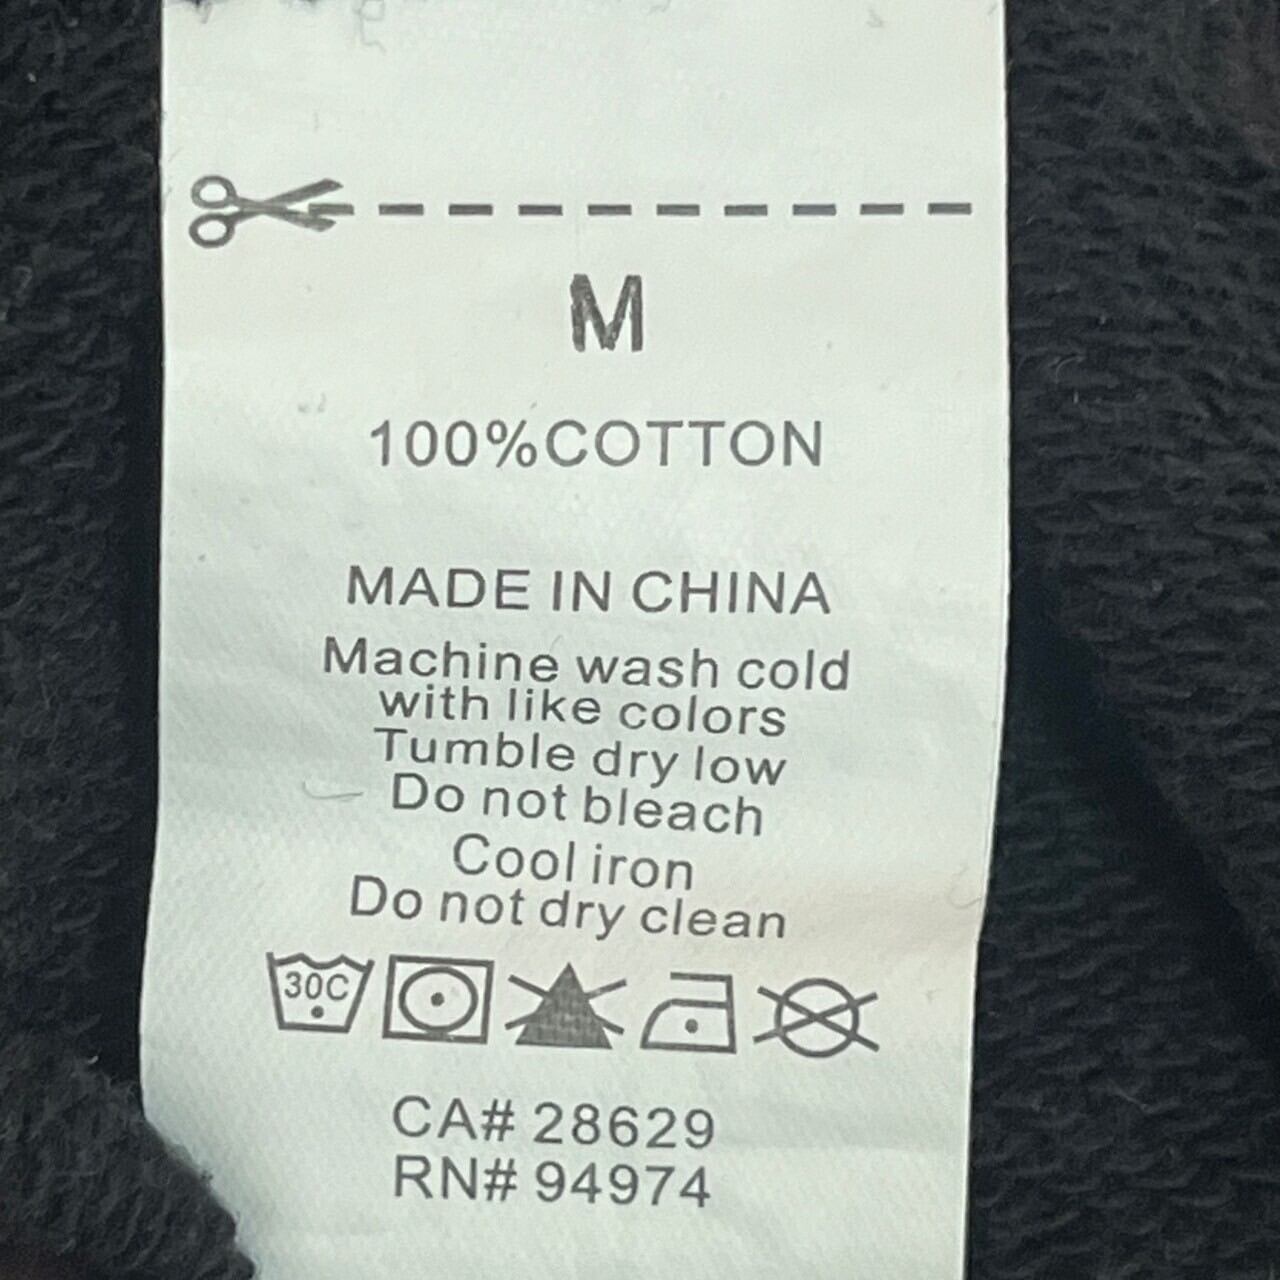 M
100%COTTON
MADE IN CHINA
Machine wash cold
with like colors
Tumble dry low
Do not bleach
Cool iron
Do not dry clean
30C
CA# 28629
RN# 94974